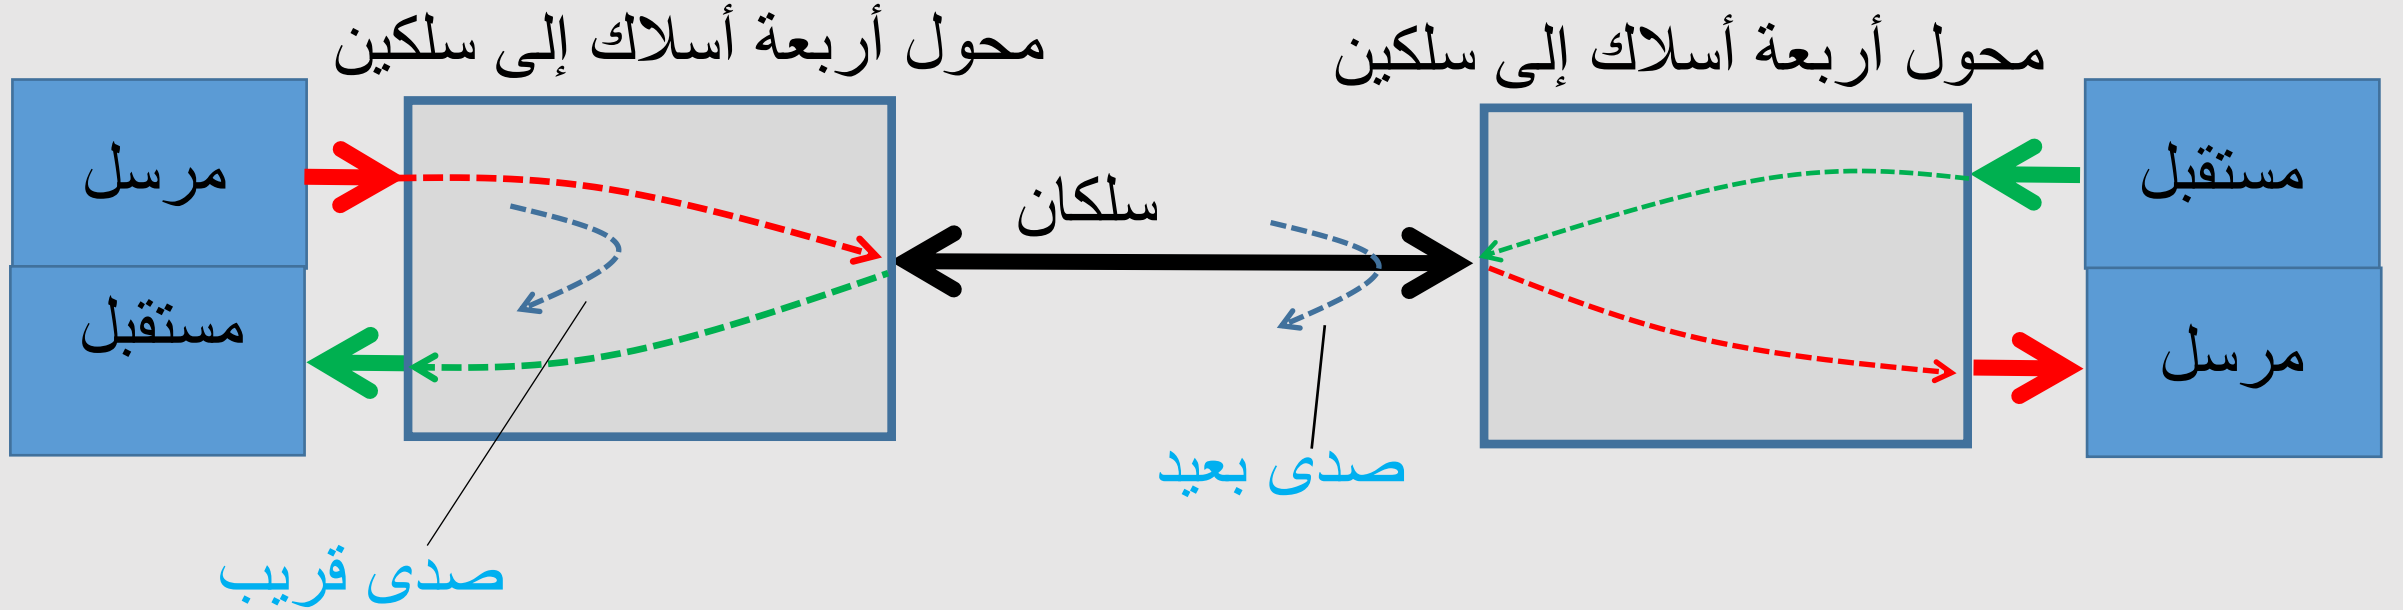 محول أربعة أسلاك إلى سلكين
محول أربعة أسلاك إلى سلكين
مستقبل
مرسل
سلكان
مرسل
مستقبل
صدى بعيد
صدى قريب